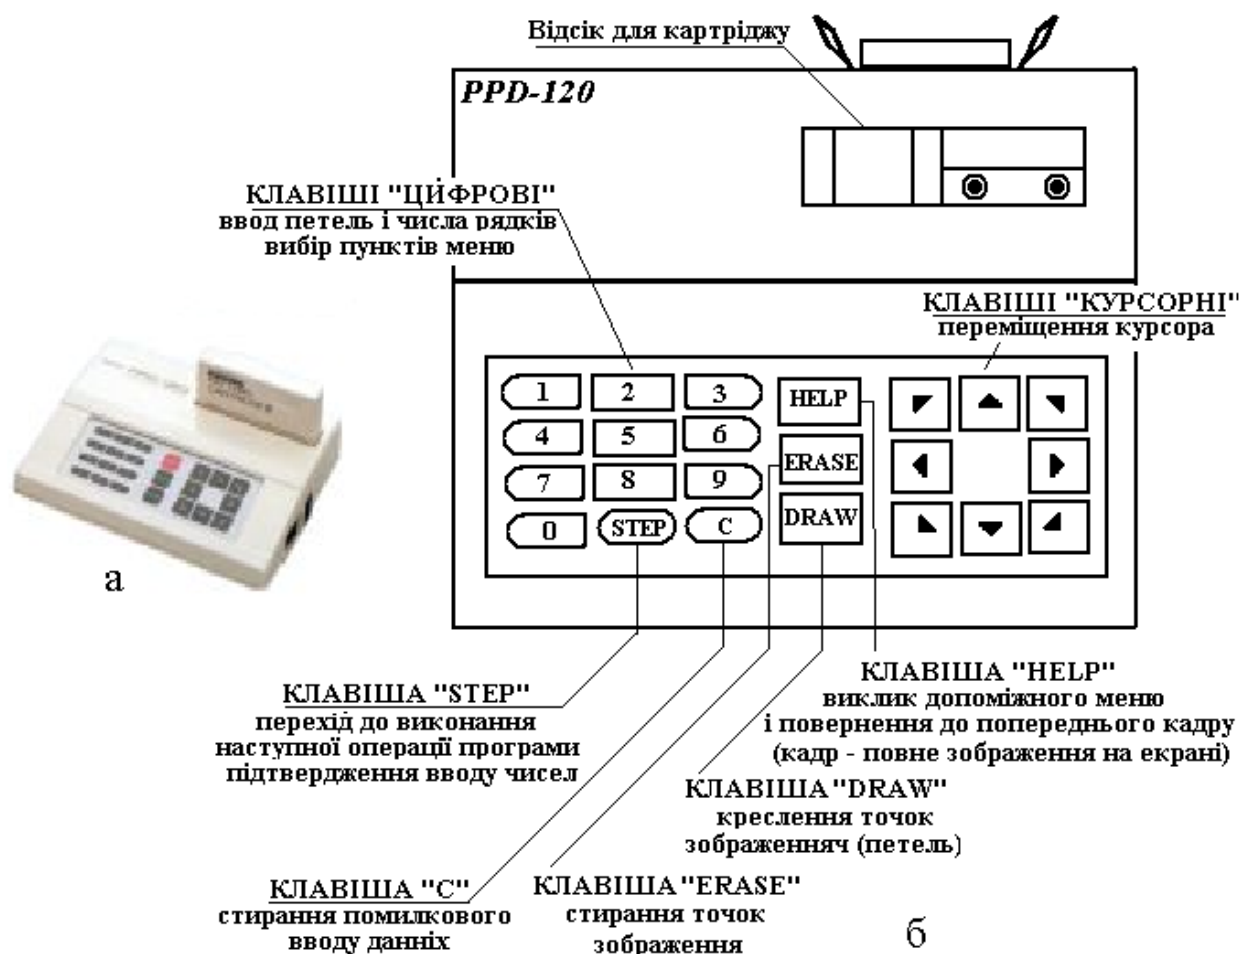 Відсік для картріджу
PPD-120
КЛАВІШІ "ЦИФРОВІ"
ввод петель і числа рядків
вибір пунктів меню
КЛАВІШІ "КУРСОРНІ"
переміщення курсора
1 2 3 HELP
4 5 6 ERASE
7 8 9 DRAW
0 STEP C
а
КЛАВІША "STEP"
перехід до виконання
наступної операції програми
підтвердження вводу чисел
КЛАВІША "HELP"
виклик допоміжного меню
і повернення до попереднього кадру
(кадр - повне зображення на екрані)
КЛАВІША "DRAW"
креслення точок
зображенняч (петель)
КЛАВІША "C"
стирання помилкового
вводу данніх
КЛАВІША "ERASE"
стирання точок
зображення
б